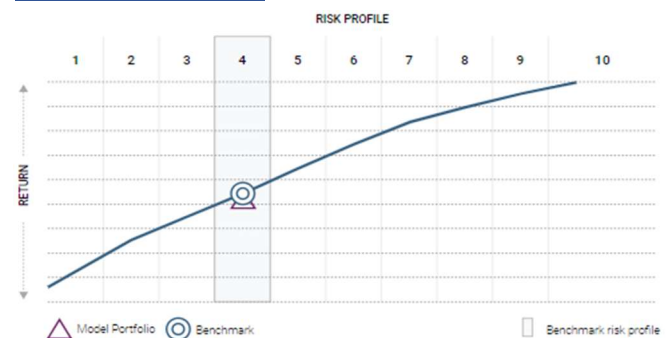 RISK PROFILE
1 2 3 4 5 6 7 8 9 10
RETURN
Model Portfolio Benchmark Benchmark risk profile